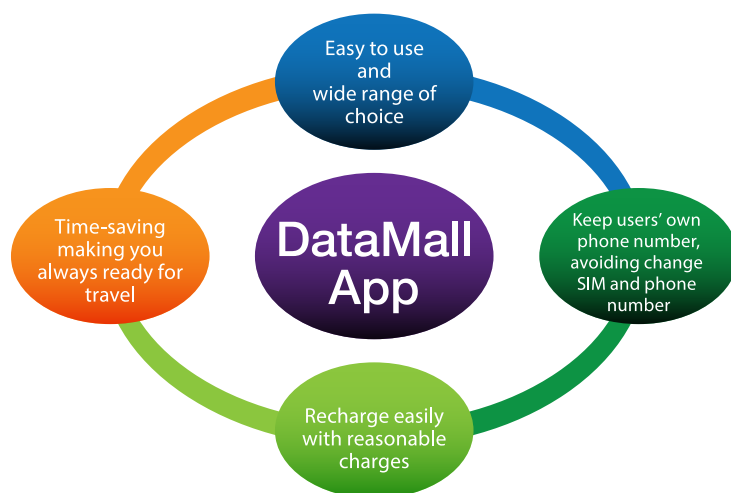 Easy to use
and
wide range of
choice
Time-saving
making you
always ready for
travel
DataMall
App
Keep users’ own
phone number,
avoiding change
SIM and phone
number
Recharge easily
with reasonable
charges